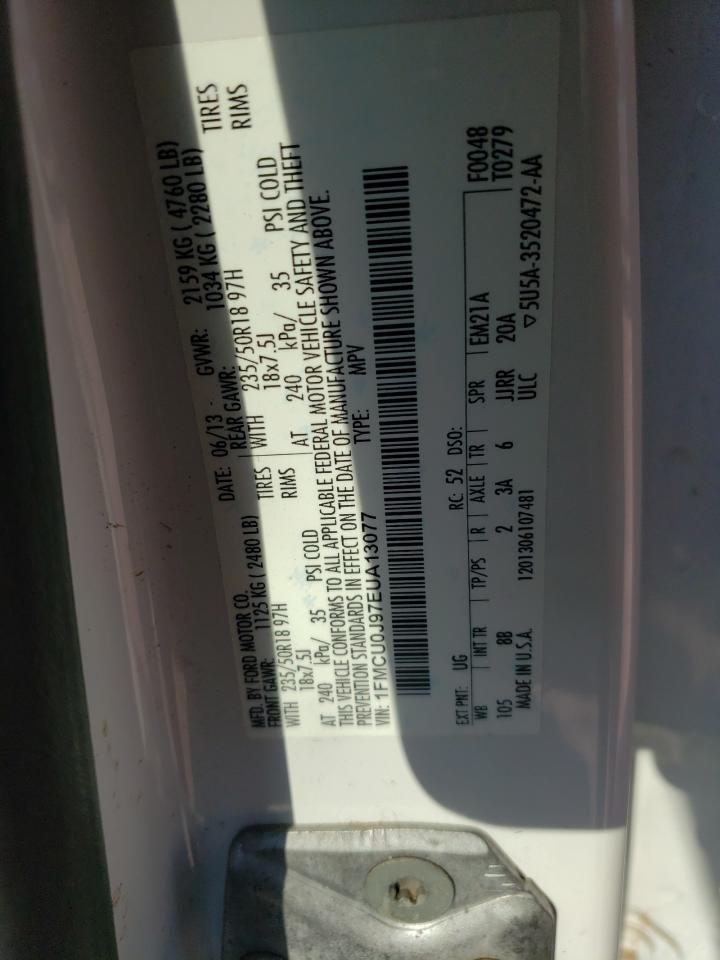 MFD. BY FORD MOTOR CO. DATE: 06/13 GVWR: 2159 KG ( 4760 LB)
FRONT GAWR: 1125 KG ( 2480 LB) REAR GAWR: 1034 KG ( 2280 LB)
WITH 235/50R18 97H TIRES WITH 235/50R18 97H TIRES
18x7.5J RIMS 18x7.5J RIMS
AT 240 kPa/ 35 PSI COLD AT 240 kPa/ 35 PSI COLD
THIS VEHICLE CONFORMS TO ALL APPLICABLE FEDERAL MOTOR VEHICLE SAFETY AND THEFT
PREVENTION STANDARDS IN EFFECT ON THE DATE OF MANUFACTURE SHOWN ABOVE.
VIN: 1FMCU0J97EUA13077 TYPE: MPV
F0048
T0279
EXT PNT: UG RC: 52 DSO:
WB INT TR TP/PS R AXLE TR SPR EM21A
105 8B 2 3A 6 JJRR 20A
MADE IN U.S.A. 1201306107481 ULC ▽5U5A-3520472-AA